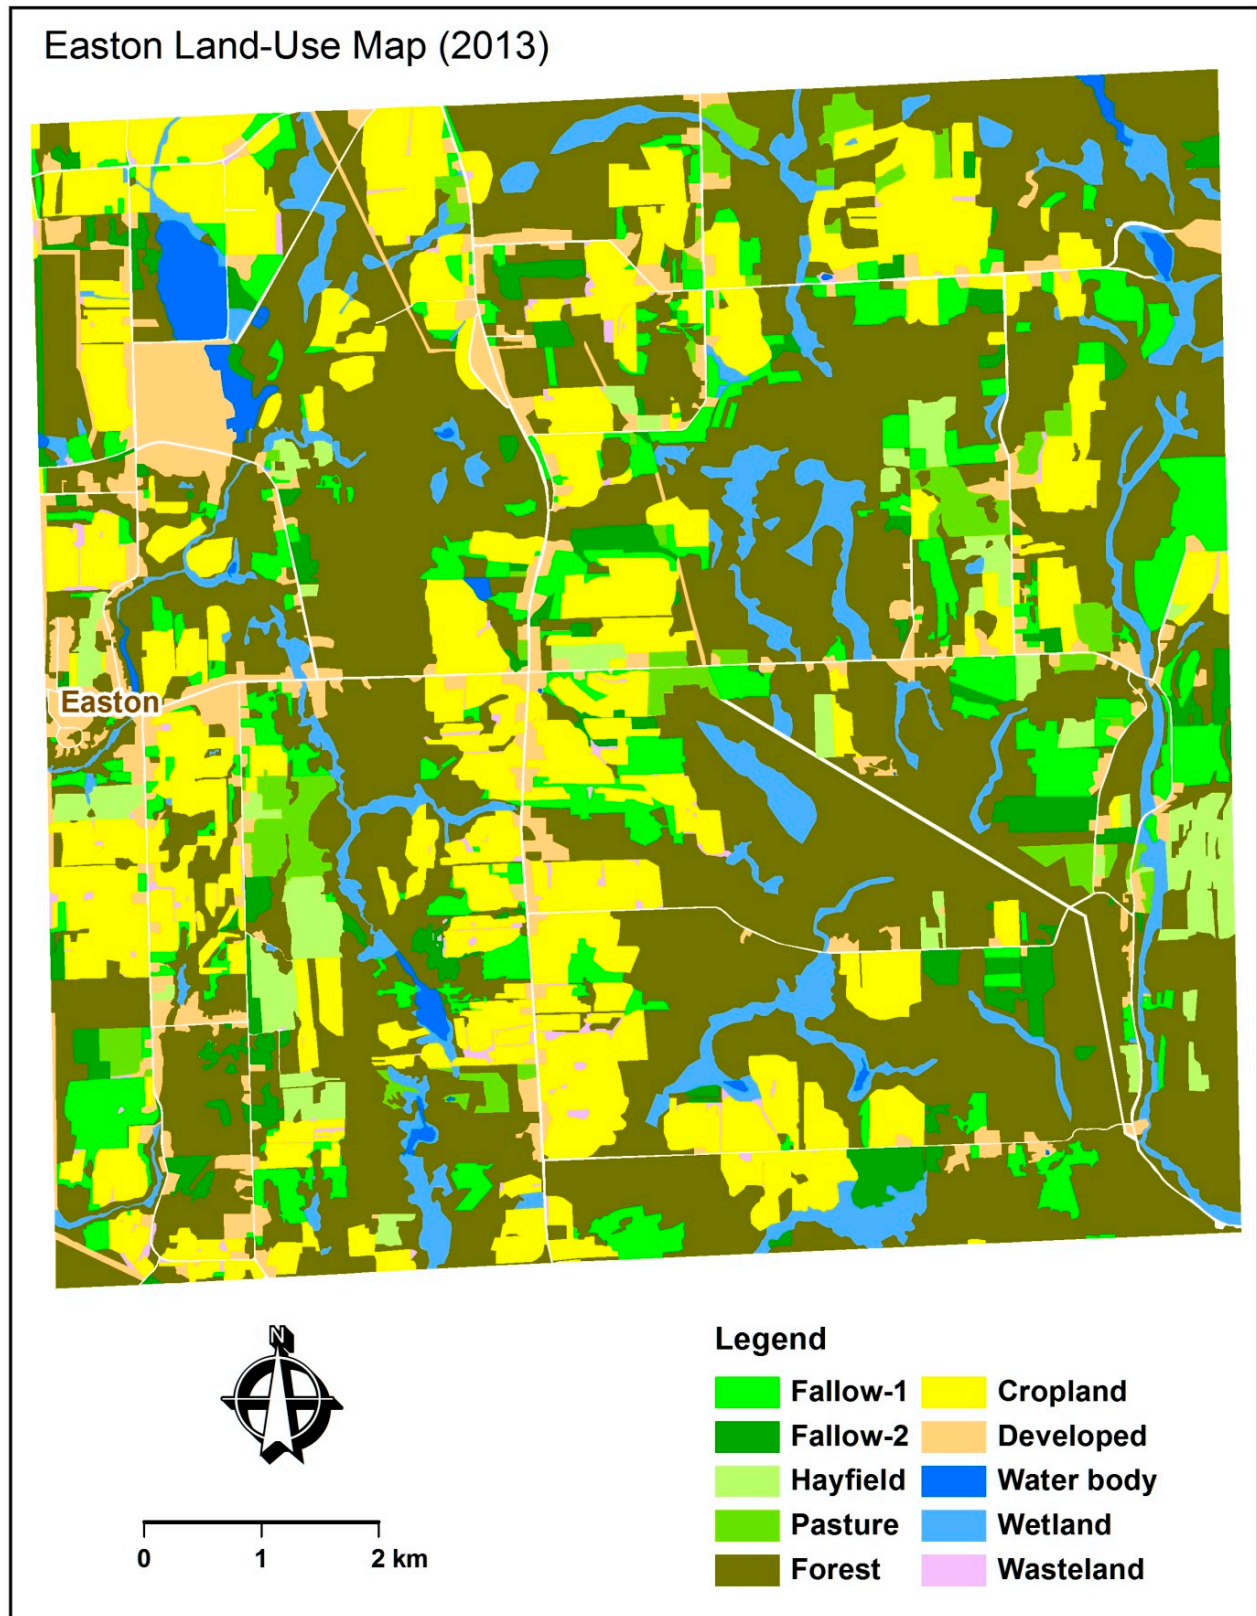 Easton Land-Use Map (2013)
Easton
N
0 1 2 km
Legend
Fallow-1 Cropland
Fallow-2 Developed
Hayfield Water body
Pasture Wetland
Forest Wasteland